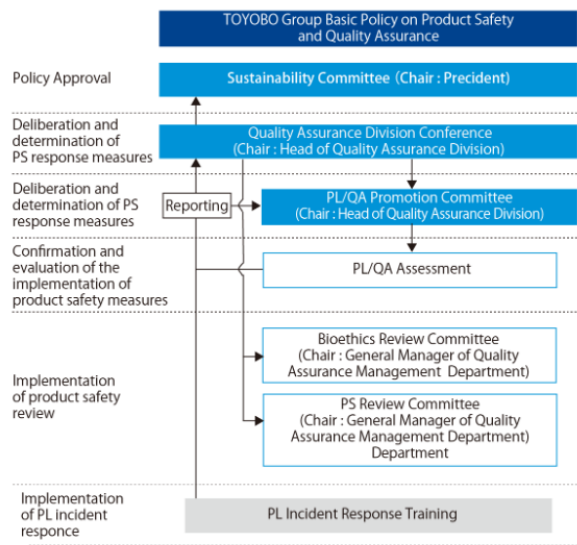 TOYOBO Group Basic Policy on Product Safety
and Quality Assurance
Policy Approval
Sustainability Committee (Chair : Precident)
Deliberation and
determination of
PS response measures
Quality Assurance Division Conference
(Chair : Head of Quality Assurance Division)
Deliberation and
determination of PS
response measures
Reporting
PL/QA Promotion Committee
(Chair : Head of Quality Assurance Division)
Confirmation and
evaluation of the
implementation of
product safety measures
PL/QA Assessment
Implementation
of product safety
review
Bioethics Review Committee
(Chair : General Manager of Quality
Assurance Management Department)
PS Review Committee
(Chair : General Manager of Quality
Assurance Management Department)
Department
Implementation
of PL incident
responce
PL Incident Response Training